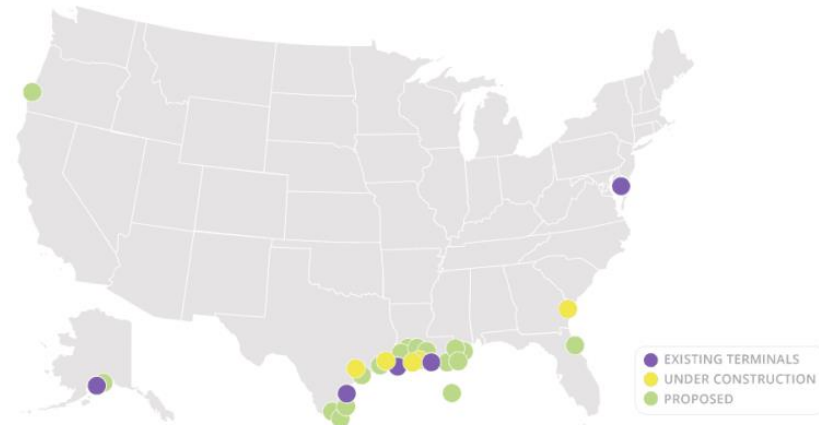 EXISTING TERMINALS
UNDER CONSTRUCTION
PROPOSED